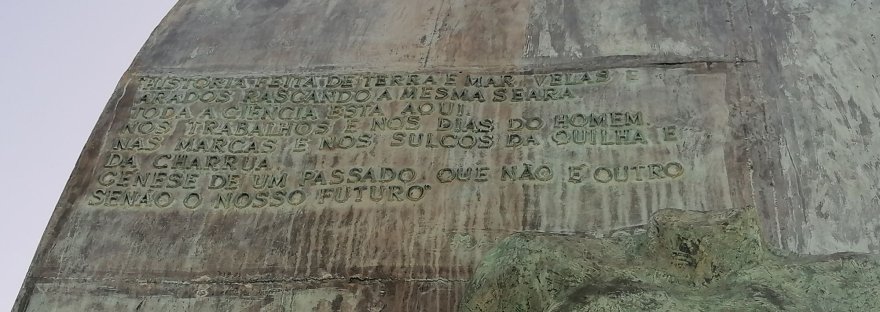 "HISTÓRIA FEITA DE TERRA E MAR, VELAS E
ARADOS RASGANDO A MESMA SEARA.
TODA A CIÊNCIA ESTÁ AQUI:
NOS TRABALHOS E NOS DIAS DO HOMEM.
NAS MARCAS E NOS SULCOS DA QUILHA E
DA CHARRUA.
GÉNESE DE UM PASSADO QUE NÃO É OUTRO
SENÃO O NOSSO FUTURO"